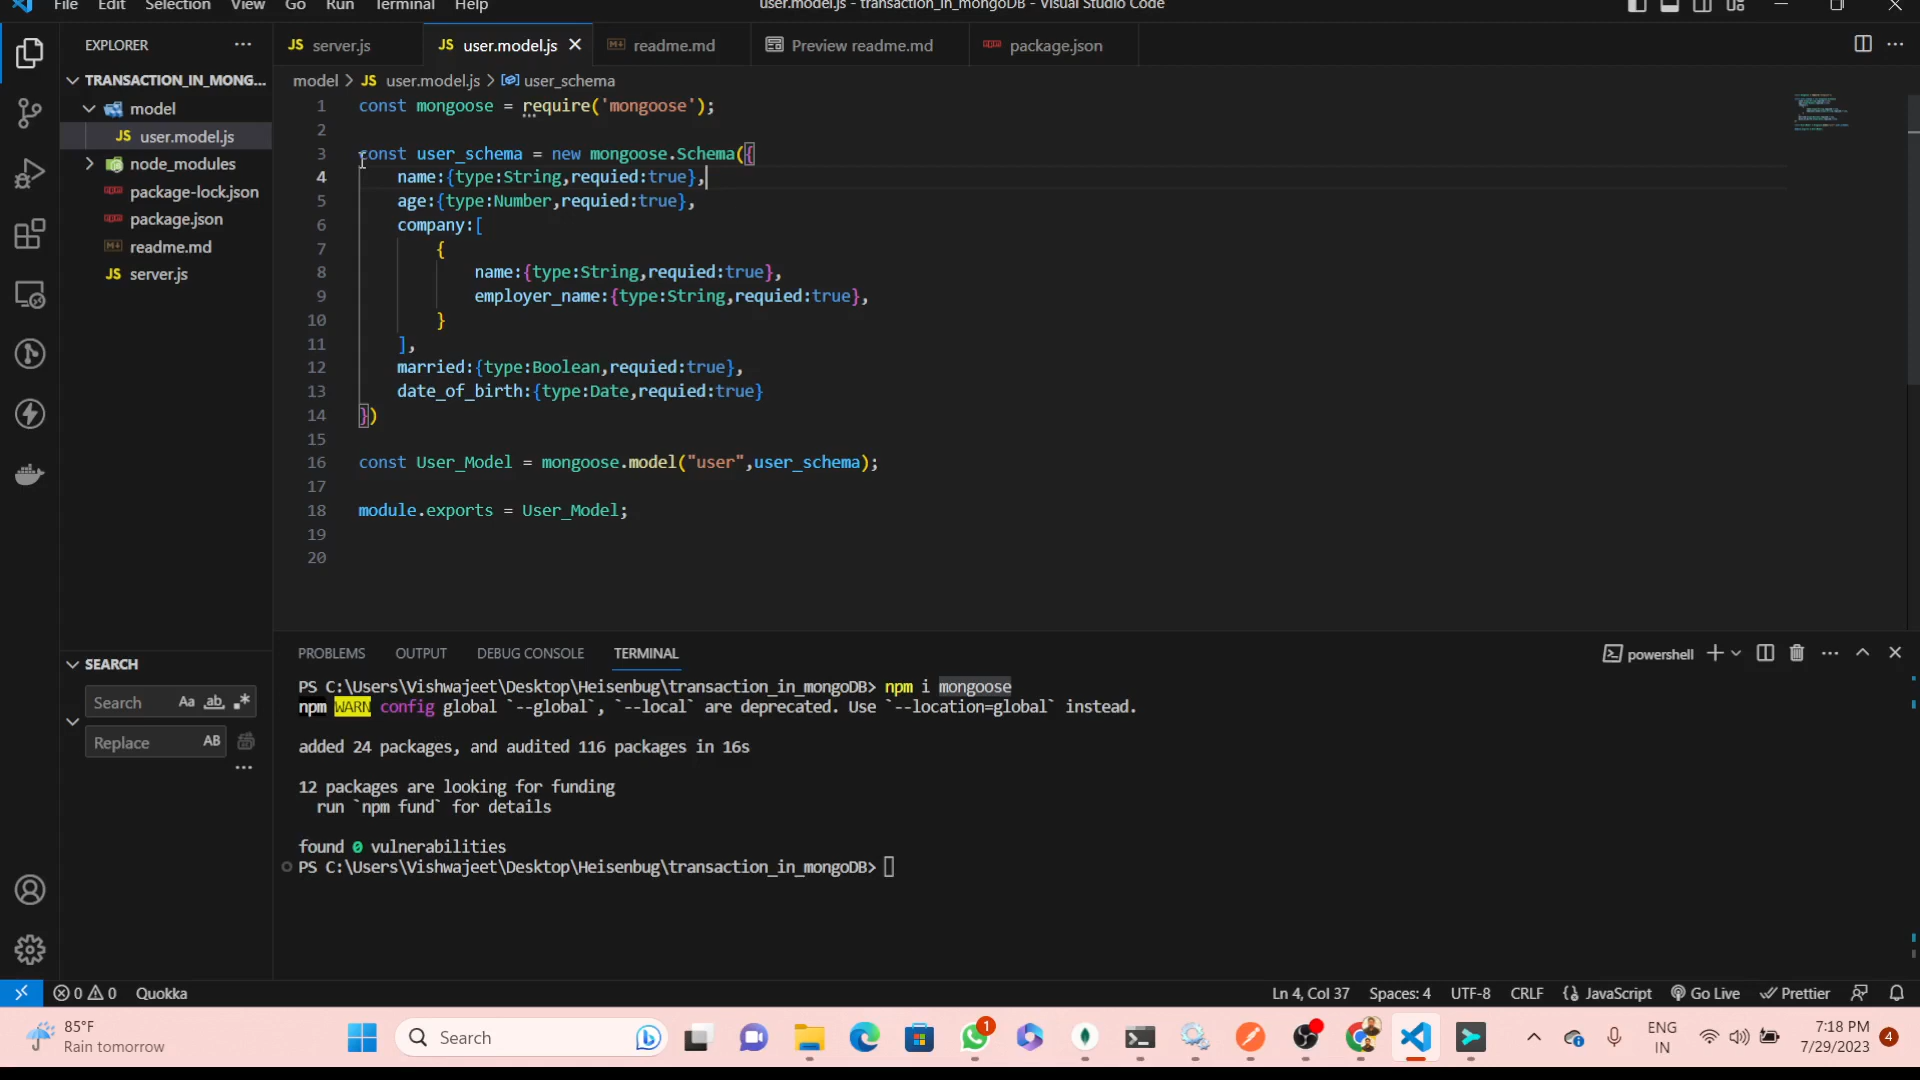 File Edit Selection View Go Run Terminal Help
user.model.js - transaction_in_mongoDB - Visual Studio Code
EXPLORER
JS server.js
JS user.model.js
readme.md
Preview readme.md
package.json
TRANSACTION_IN_MONG...
model
JS user.model.js
node_modules
package-lock.json
package.json
readme.md
JS server.js
model > JS user.model.js > user_schema
1 const mongoose = require('mongoose');
2
3 const user_schema = new mongoose.Schema({
4 name:{type:String,requied:true},
5 age:{type:Number,requied:true},
6 company:[
7 {
8 name:{type:String,requied:true},
9 employer_name:{type:String,requied:true},
10 }
11 ],
12 married:{type:Boolean,requied:true},
13 date_of_birth:{type:Date,requied:true}
14 })
15
16 const User_Model = mongoose.model("user",user_schema);
17
18 module.exports = User_Model;
19
20
SEARCH
Search Aa ab
Replace AB
PROBLEMS OUTPUT DEBUG CONSOLE TERMINAL
powershell
PS C:\Users\Vishwajeet\Desktop\Heisenbug\transaction_in_mongoDB> npm i mongoose
npm WARN config global `--global`, `--local` are deprecated. Use `--location=global` instead.
added 24 packages, and audited 116 packages in 16s
12 packages are looking for funding
run `npm fund` for details
found 0 vulnerabilities
PS C:\Users\Vishwajeet\Desktop\Heisenbug\transaction_in_mongoDB>
0 0 Quokka
Ln 4, Col 37 Spaces: 4 UTF-8 CRLF {} JavaScript Go Live Prettier
85°F
Rain tomorrow
Search
1
ENG
IN
7:18 PM
7/29/2023
4